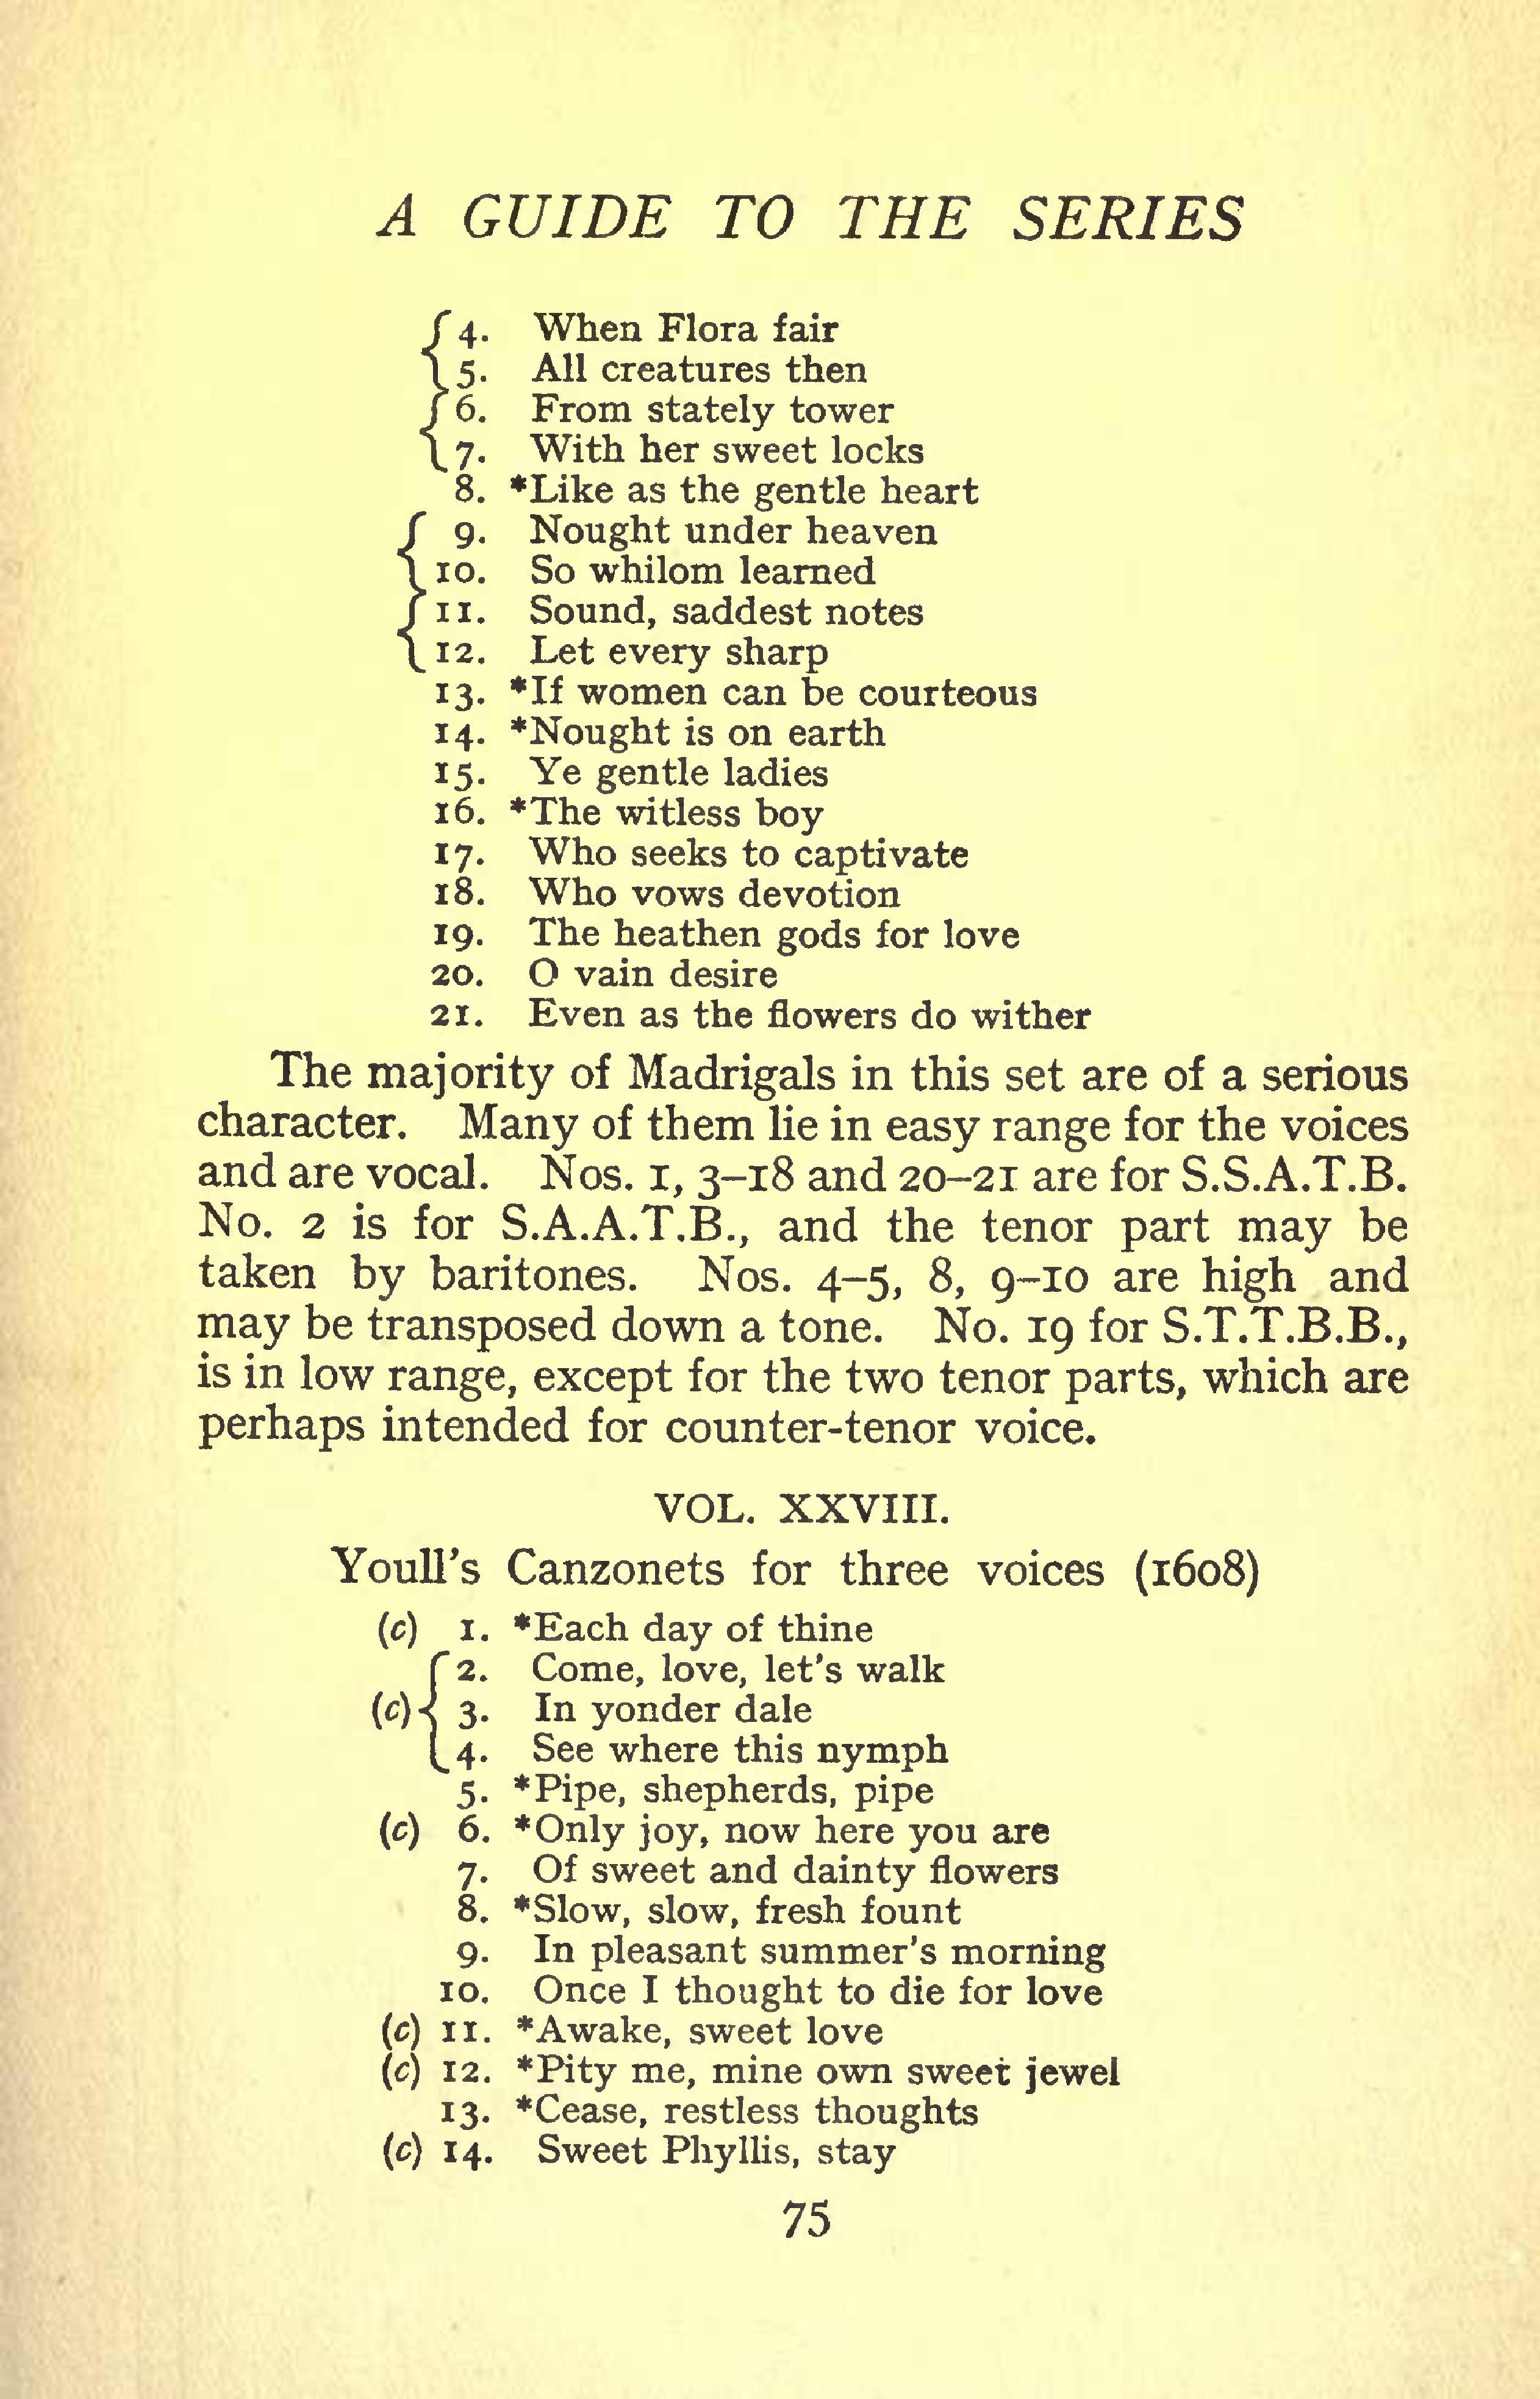 A GUIDE TO THE SERIES
4. When Flora fair
5. All creatures then
6. From stately tower
7. With her sweet locks
8. *Like as the gentle heart
9. Nought under heaven
10. So whilom learned
11. Sound, saddest notes
12. Let every sharp
13. *If women can be courteous
14. *Nought is on earth
15. Ye gentle ladies
16. *The witless boy
17. Who seeks to captivate
18. Who vows devotion
19. The heathen gods for love
20. O vain desire
21. Even as the flowers do wither
The majority of Madrigals in this set are of a serious
character. Many of them lie in easy range for the voices
and are vocal. Nos. 1, 3–18 and 20–21 are for S.S.A.T.B.
No. 2 is for S.A.A.T.B., and the tenor part may be
taken by baritones. Nos. 4–5, 8, 9–10 are high and
may be transposed down a tone. No. 19 for S.T.T.B.B.,
is in low range, except for the two tenor parts, which are
perhaps intended for counter-tenor voice.
VOL. XXVIII.
Youll's Canzonets for three voices (1608)
(c) 1. *Each day of thine
2. Come, love, let's walk
(c) 3. In yonder dale
4. See where this nymph
5. *Pipe, shepherds, pipe
(c) 6. *Only joy, now here you are
7. Of sweet and dainty flowers
8. *Slow, slow, fresh fount
9. In pleasant summer's morning
10. Once I thought to die for love
(c) 11. *Awake, sweet love
(c) 12. *Pity me, mine own sweet jewel
13. *Cease, restless thoughts
(c) 14. Sweet Phyllis, stay
75